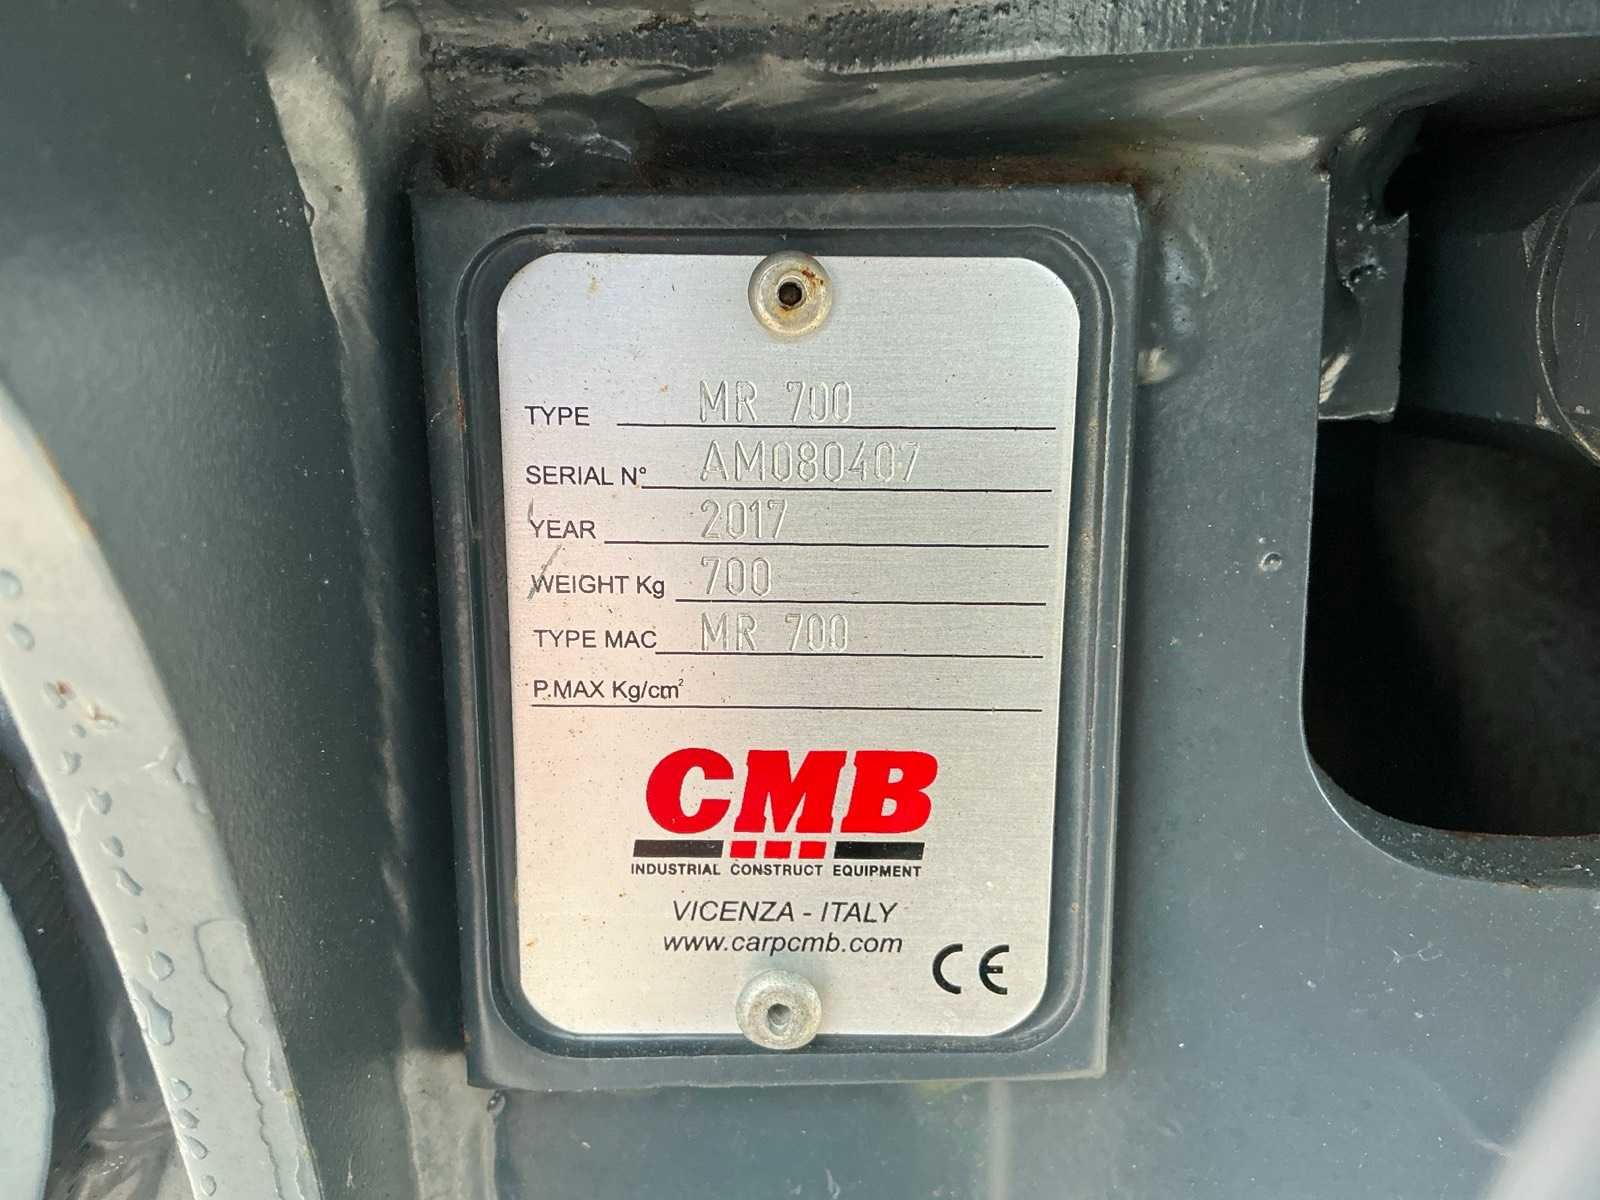 TYPE MR 700
SERIAL N° AM080407
YEAR 2017
WEIGHT Kg 700
TYPE MAC MR 700
P.MAX Kg/cm²
CMB
INDUSTRIAL CONSTRUCT EQUIPMENT
VICENZA - ITALY
www.carpcmb.com
CE